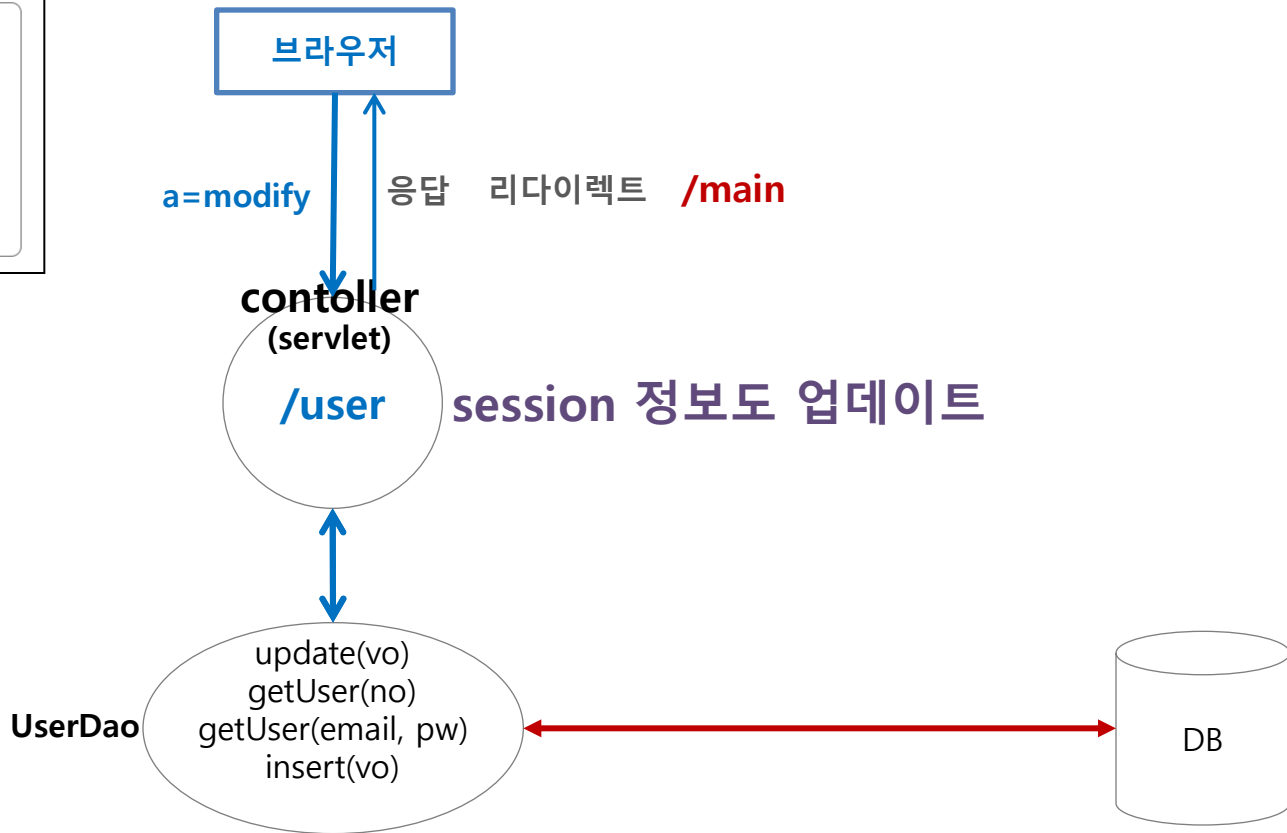 브라우저
a=modify
응답 리다이렉트 /main
contoller
(servlet)
/user
session 정보도 업데이트
update(vo)
getUser(no)
UserDao
getUser(email, pw)
insert(vo)
DB